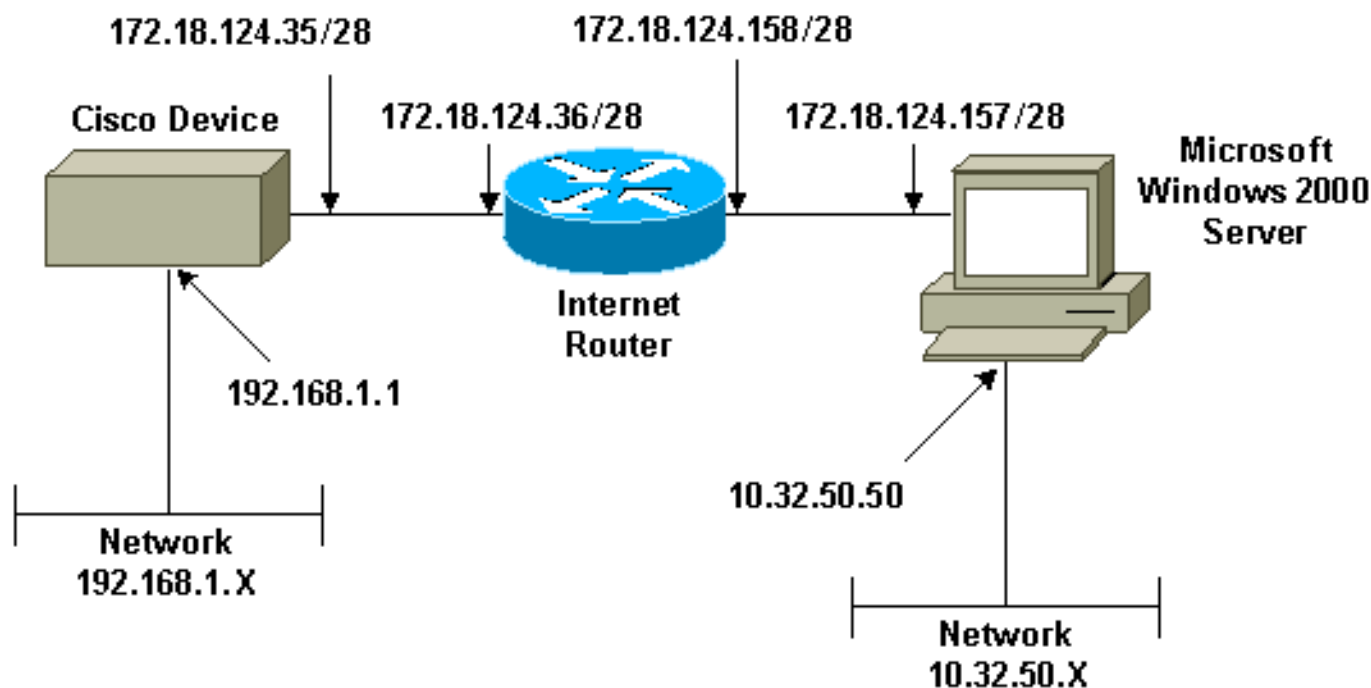 172.18.124.35/28
172.18.124.158/28
Cisco Device
172.18.124.36/28
172.18.124.157/28
Microsoft
Windows 2000
Server
Internet
Router
192.168.1.1
10.32.50.50
Network
192.168.1.X
Network
10.32.50.X